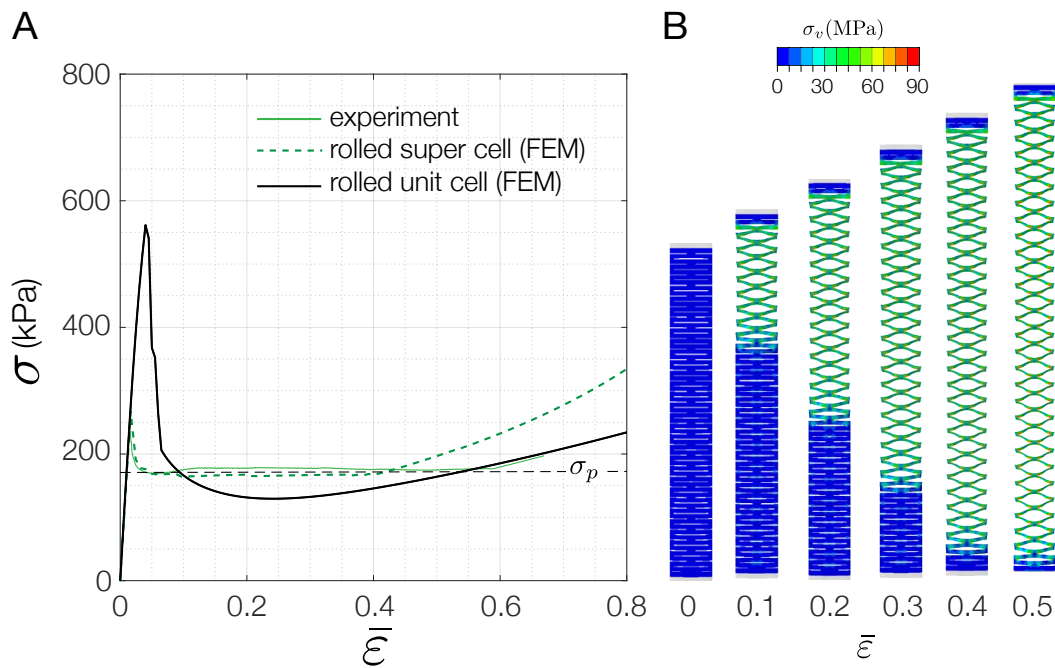 A
800
600
400
200
0
σ (kPa)
experiment
rolled super cell (FEM)
rolled unit cell (FEM)
σ_p
0 0.2 0.4 0.6 0.8
ε̅
B
σ_v(MPa)
0 30 60 90
0 0.1 0.2 0.3 0.4 0.5
ε̅